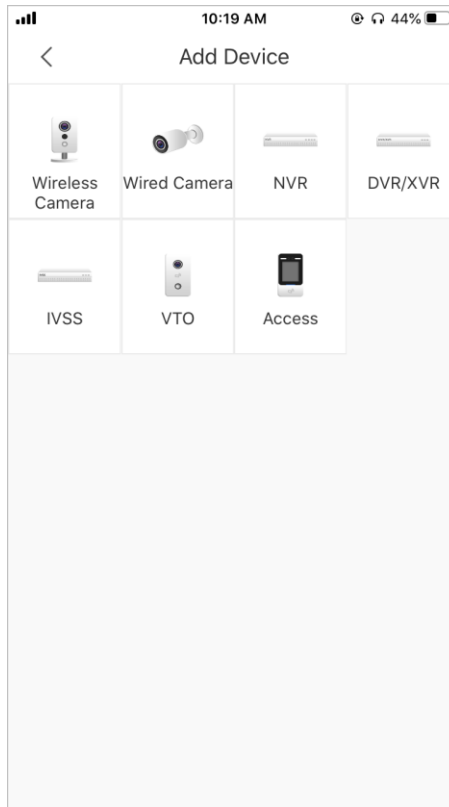 10:19 AM
44%
Add Device
Wireless Camera
Wired Camera
NVR
DVR/XVR
IVSS
VTO
Access